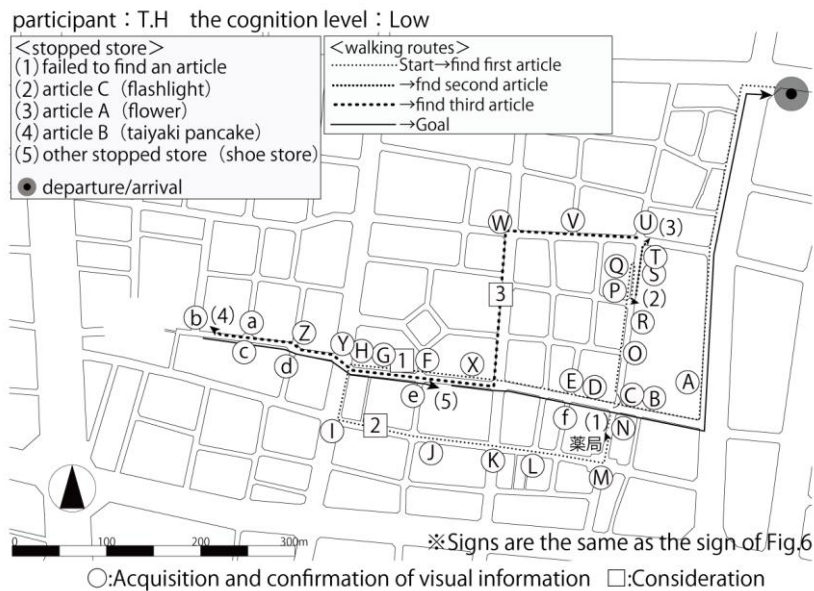 participant：T.H　the cognition level：Low
＜stopped store＞
(1) failed to find an article
(2) article C (flashlight)
(3) article A (flower)
(4) article B (taiyaki pancake)
(5) other stopped store (shoe store)
departure/arrival
＜walking routes＞
Start→find first article
→fnd second article
→find third article
→Goal
W V U (3)
T
Q S
P (2)
3
R
b (4) a Z Y H G 1 F X
O
c d e (5)
E D C B A
f (1) N
I 2 J K L 薬局 M
0 100 200 300m
※Signs are the same as the sign of Fig.6
○:Acquisition and confirmation of visual information □:Consideration